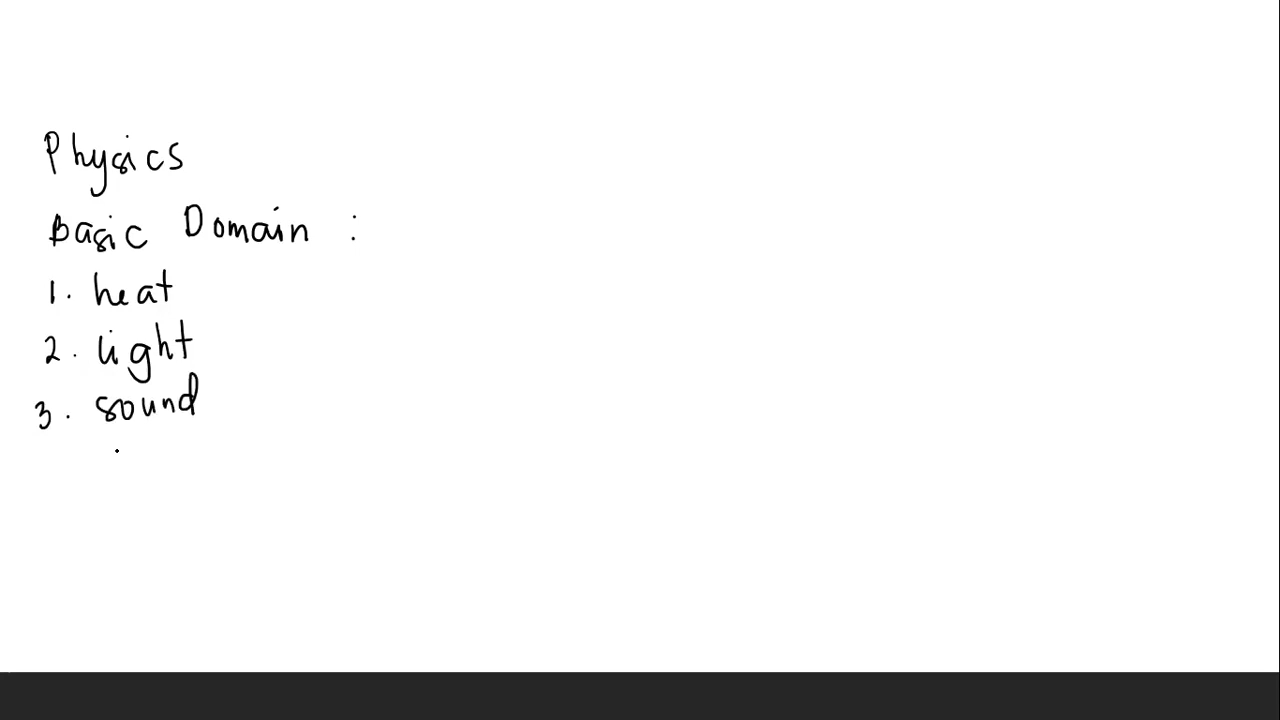 Physics
Basic Domain :
1. heat
2. light
3. sound